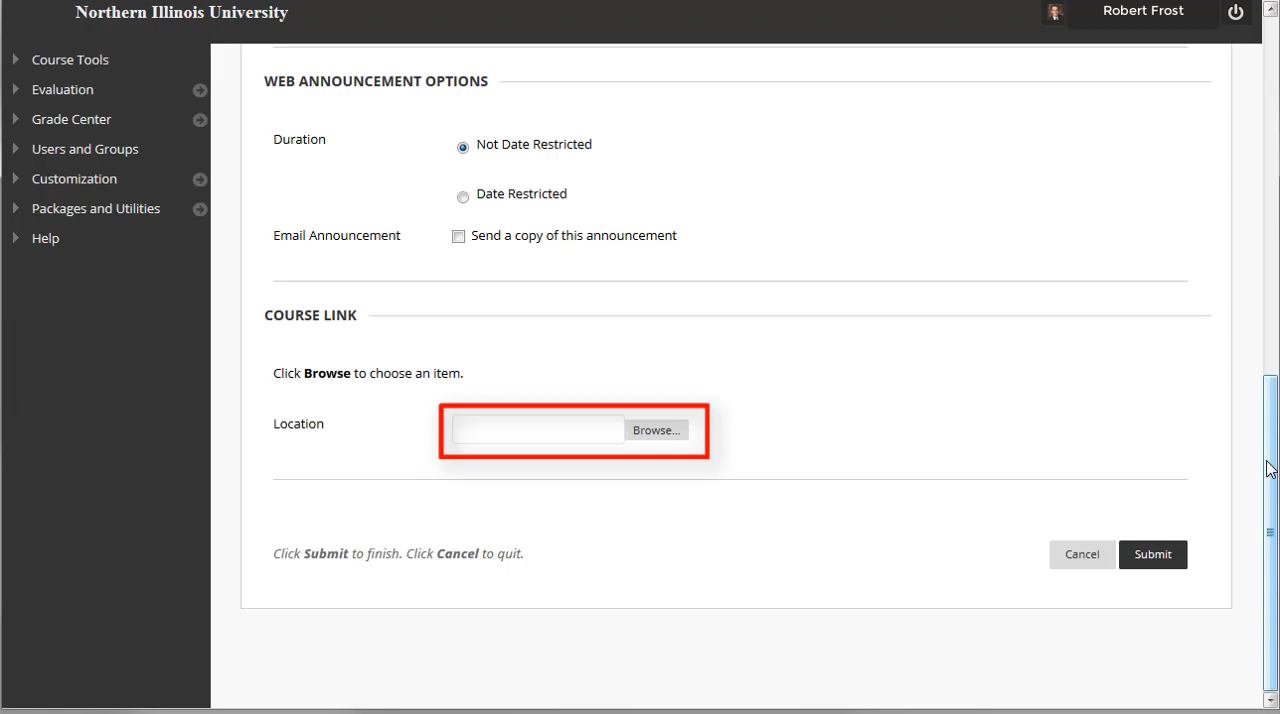 Northern Illinois University
Robert Frost
Course Tools
Evaluation
Grade Center
Users and Groups
Customization
Packages and Utilities
Help
WEB ANNOUNCEMENT OPTIONS
Duration
Not Date Restricted
Date Restricted
Email Announcement
Send a copy of this announcement
COURSE LINK
Click Browse to choose an item.
Location
Browse...
Click Submit to finish. Click Cancel to quit.
Cancel
Submit